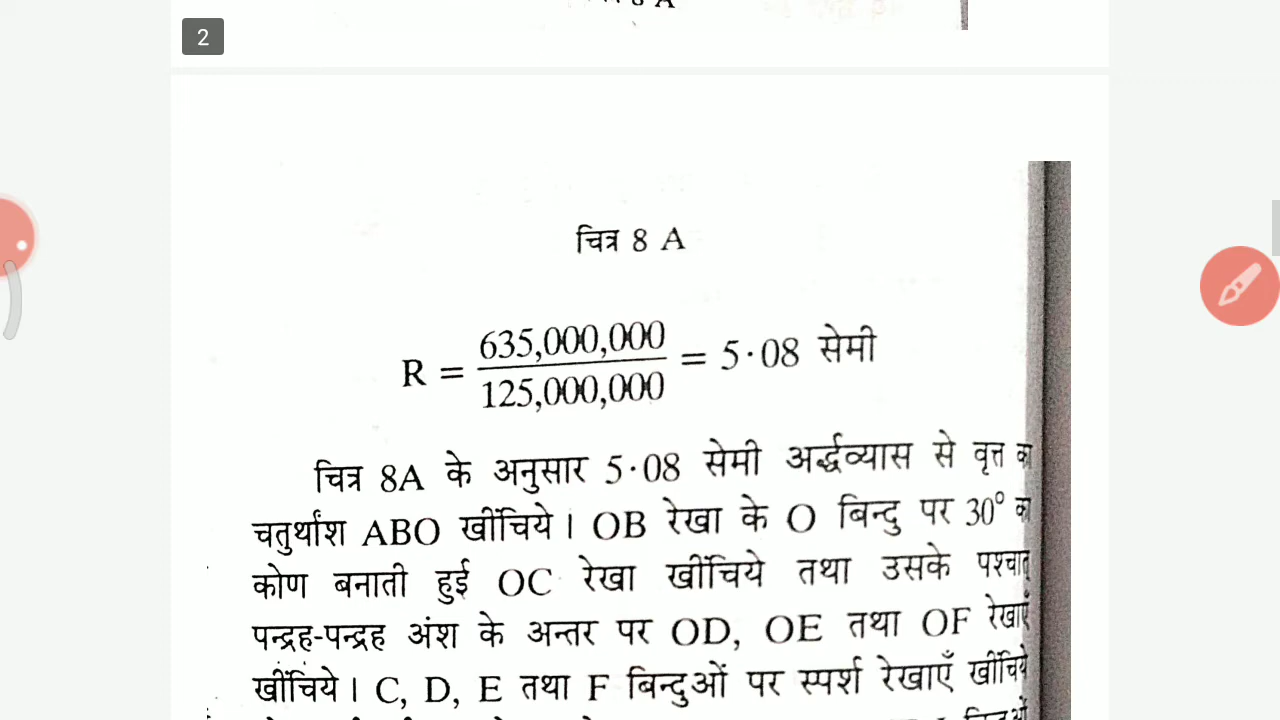 2
चित्र 8 A
R = 635,000,000 / 125,000,000 = 5·08 सेमी
चित्र 8A के अनुसार 5·08 सेमी अर्द्धव्यास से वृत्त का
चतुर्थांश ABO खींचिये। OB रेखा के O बिन्दु पर 30° का
कोण बनाती हुई OC रेखा खींचिये तथा उसके पश्चात्
पन्द्रह-पन्द्रह अंश के अन्तर पर OD, OE तथा OF रेखाएँ
खींचिये। C, D, E तथा F बिन्दुओं पर स्पर्श रेखाएँ खींचिये